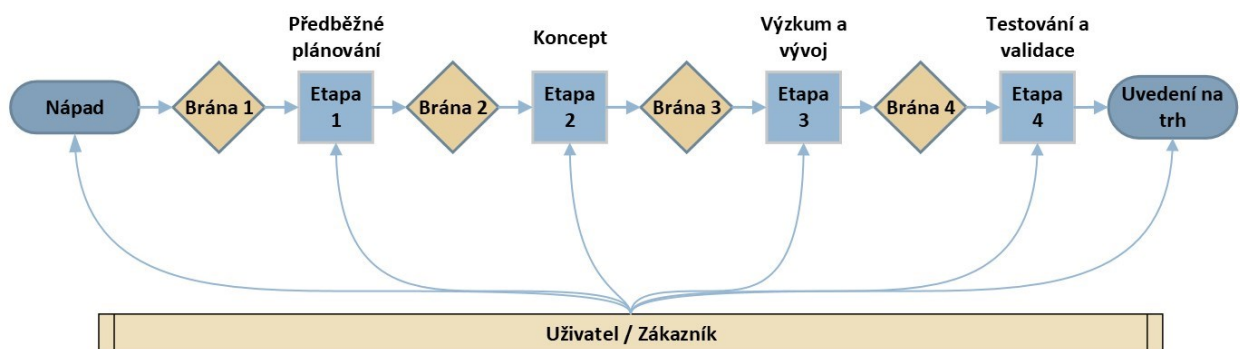 Předběžné
plánování
Koncept
Výzkum a
vývoj
Testování a
validace
Nápad
Brána 1
Etapa
1
Brána 2
Etapa
2
Brána 3
Etapa
3
Brána 4
Etapa
4
Uvedení na
trh
Uživatel / Zákazník